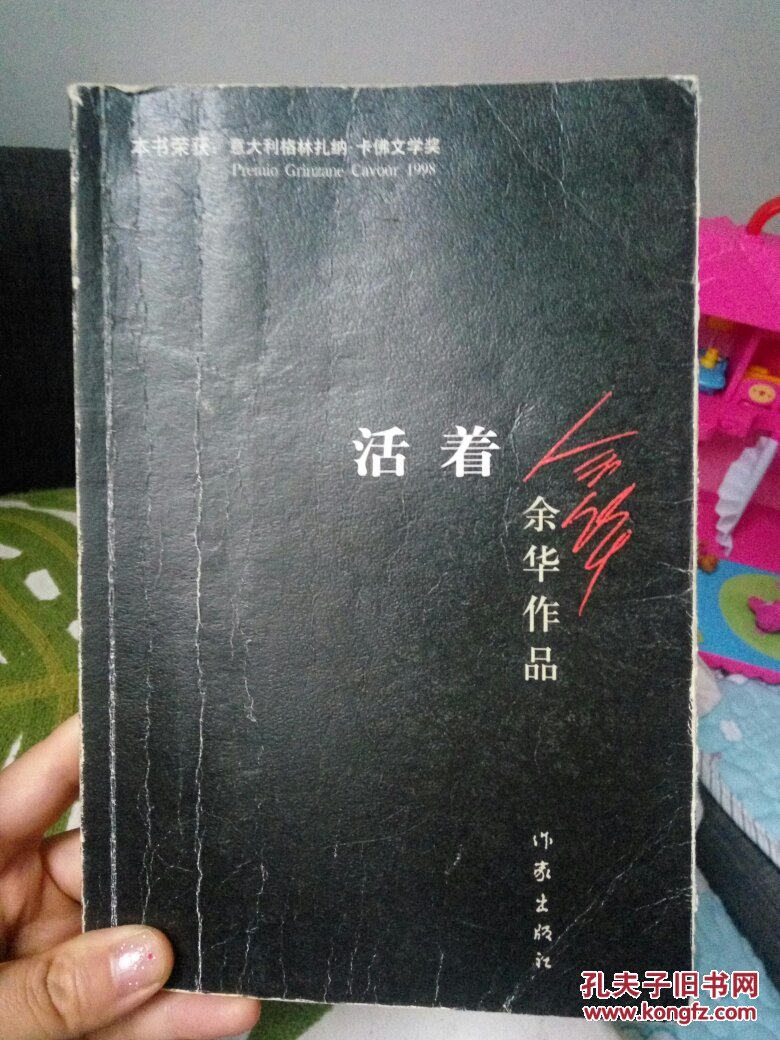 本书荣获：意大利格林扎纳·卡佛文学奖
Premio Grinzane Cavour 1998
活着
余华
余华作品
作家出版社
孔夫子旧书网
www.kongfz.com